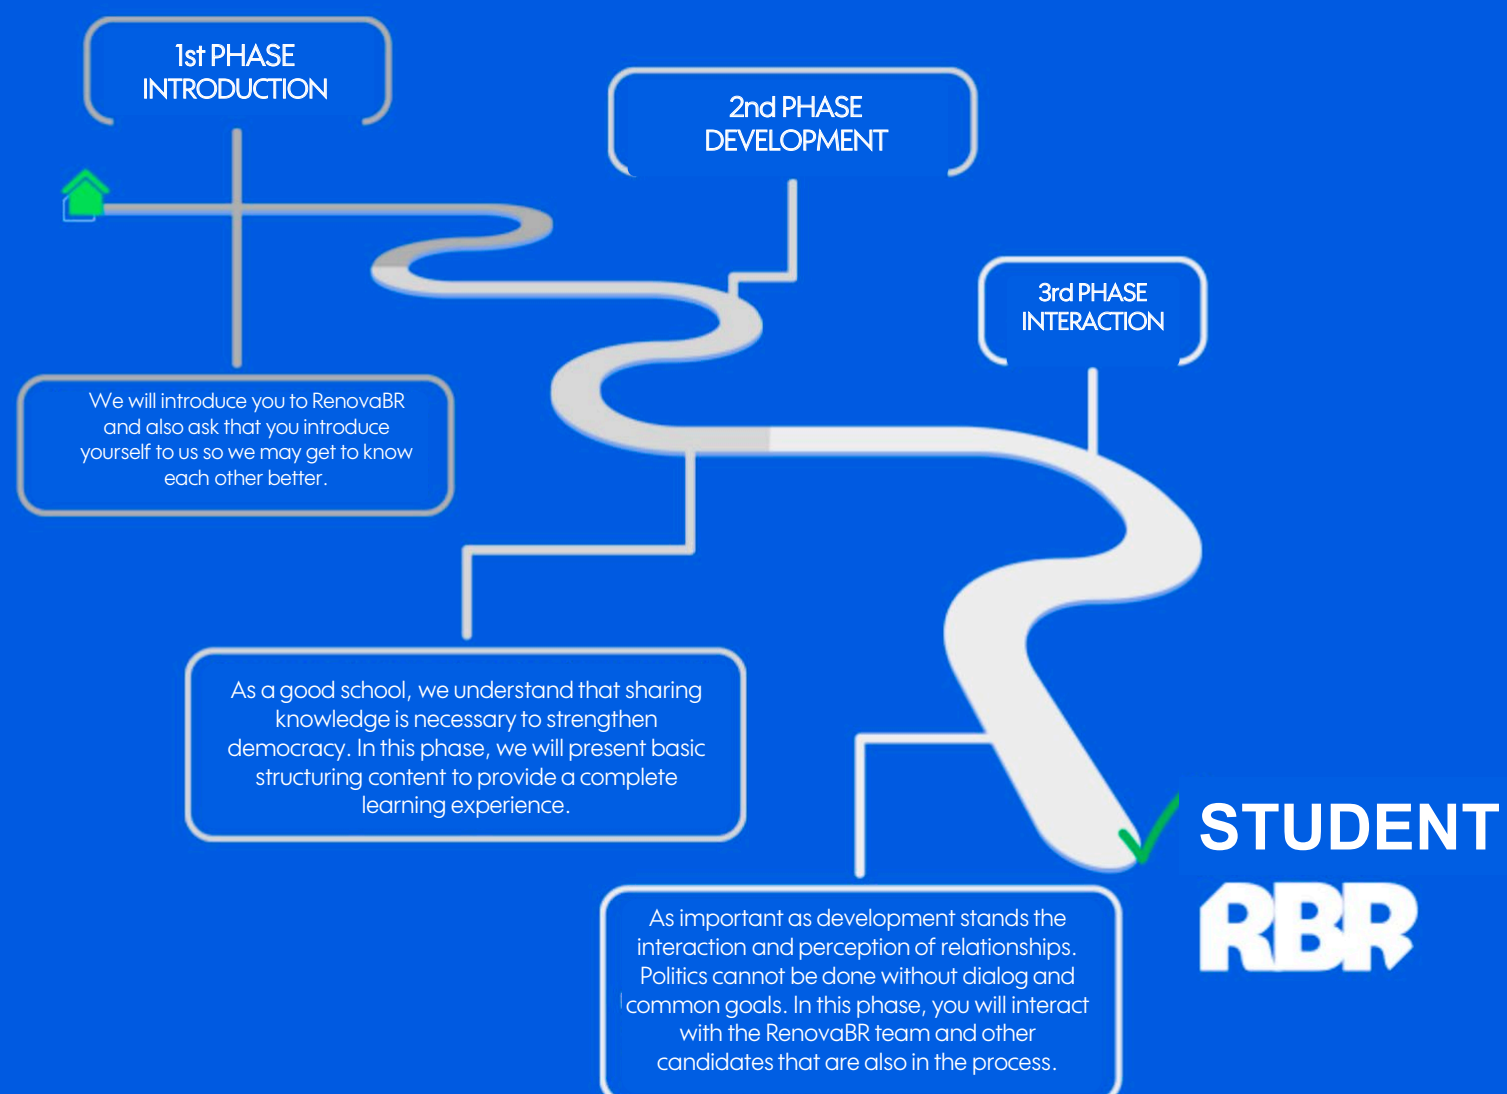 1st PHASE
INTRODUCTION
We will introduce you to RenovaBR
and also ask that you introduce
yourself to us so we may get to know
each other better.
2nd PHASE
DEVELOPMENT
As a good school, we understand that sharing
knowledge is necessary to strengthen
democracy. In this phase, we will present basic
structuring content to provide a complete
learning experience.
3rd PHASE
INTERACTION
As important as development stands the
interaction and perception of relationships.
Politics cannot be done without dialog and
common goals. In this phase, you will interact
with the RenovaBR team and other
candidates that are also in the process.
STUDENT
RBR